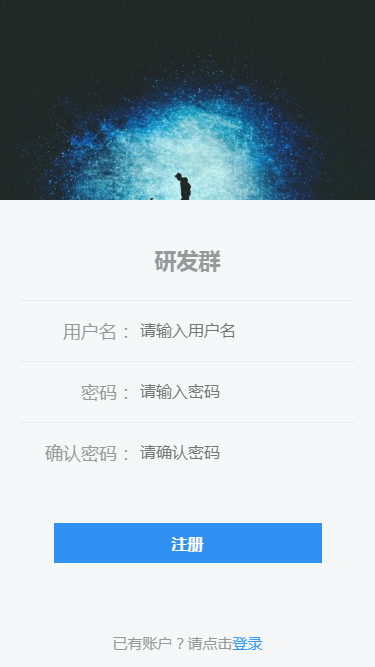 研发群
用户名： 请输入用户名
密码： 请输入密码
确认密码： 请确认密码
注册
已有账户？请点击登录